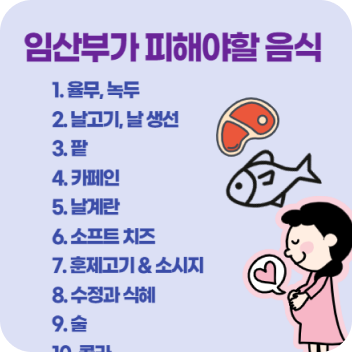 임산부가 피해야할 음식
1. 율무, 녹두
2. 날고기, 날 생선
3. 팥
4. 카페인
5. 날계란
6. 소프트 치즈
7. 훈제고기 & 소시지
8. 수정과 식혜
9. 술
10.